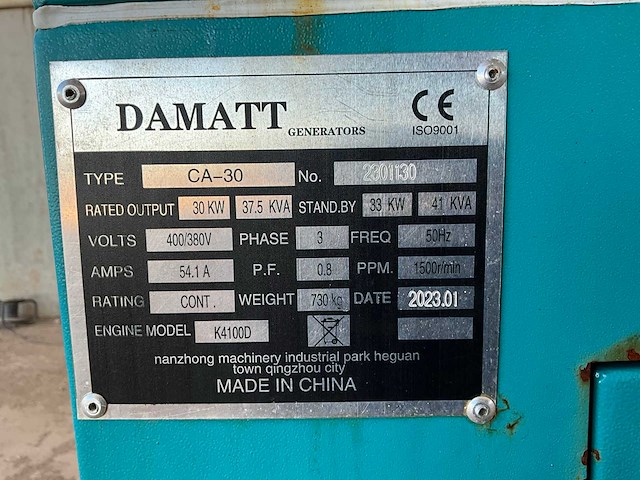 DAMATT GENERATORS CE ISO9001
TYPE CA-30 No. 2301130
RATED OUTPUT 30 KW 37.5 KVA STAND.BY 33 KW 41 KVA
VOLTS 400/380V PHASE 3 FREQ 50Hz
AMPS 54.1 A P.F. 0.8 PPM. 1500r/min
RATING CONT. WEIGHT 730 kg DATE 2023.01
ENGINE MODEL K4100D
nanzhong machinery industrial park heguan
town qingzhou city
MADE IN CHINA